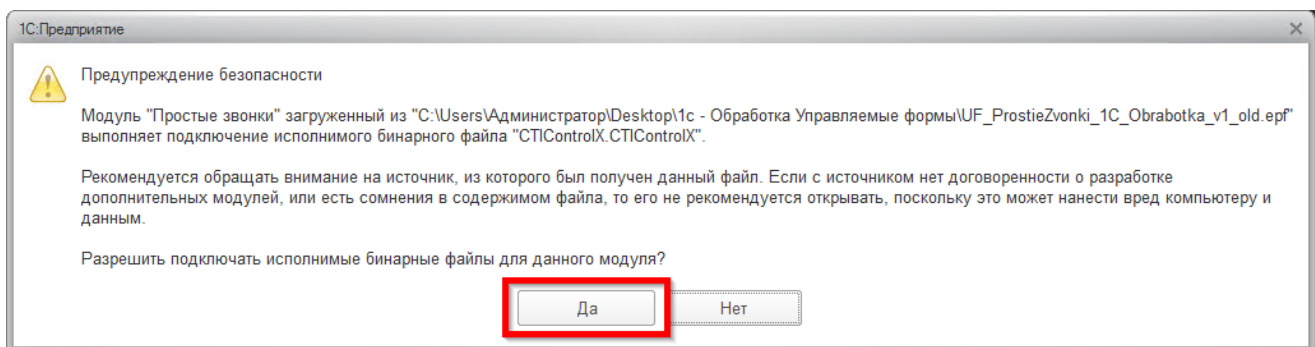 1С:Предприятие
Предупреждение безопасности
Модуль "Простые звонки" загруженный из "C:\Users\Администратор\Desktop\1с - Обработка Управляемые формы\UF_ProstieZvonki_1C_Obrabotka_v1_old.epf"
выполняет подключение исполнимого бинарного файла "CTIControlX.CTIControlX".
Рекомендуется обращать внимание на источник, из которого был получен данный файл. Если с источником нет договоренности о разработке
дополнительных модулей, или есть сомнения в содержимом файла, то его не рекомендуется открывать, поскольку это может нанести вред компьютеру и
данным.
Разрешить подключать исполнимые бинарные файлы для данного модуля?
Да Нет